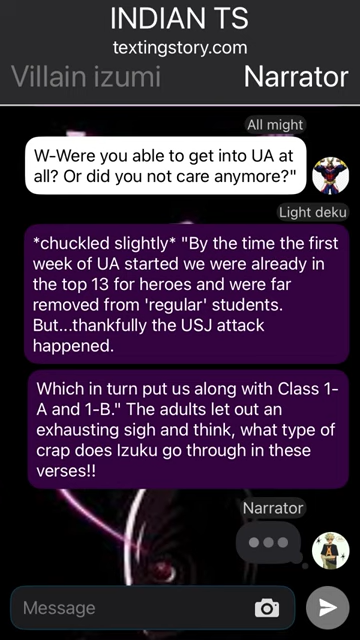 INDIAN TS
textingstory.com
Villain izumi Narrator
All might
W-Were you able to get into UA at
all? Or did you not care anymore?"
Light deku
*chuckled slightly* "By the time the first
week of UA started we were already in
the top 13 for heroes and were far
removed from 'regular' students.
But...thankfully the USJ attack
happened.
Which in turn put us along with Class 1-
A and 1-B." The adults let out an
exhausting sigh and think, what type of
crap does Izuku go through in these
verses!!
Narrator
Message